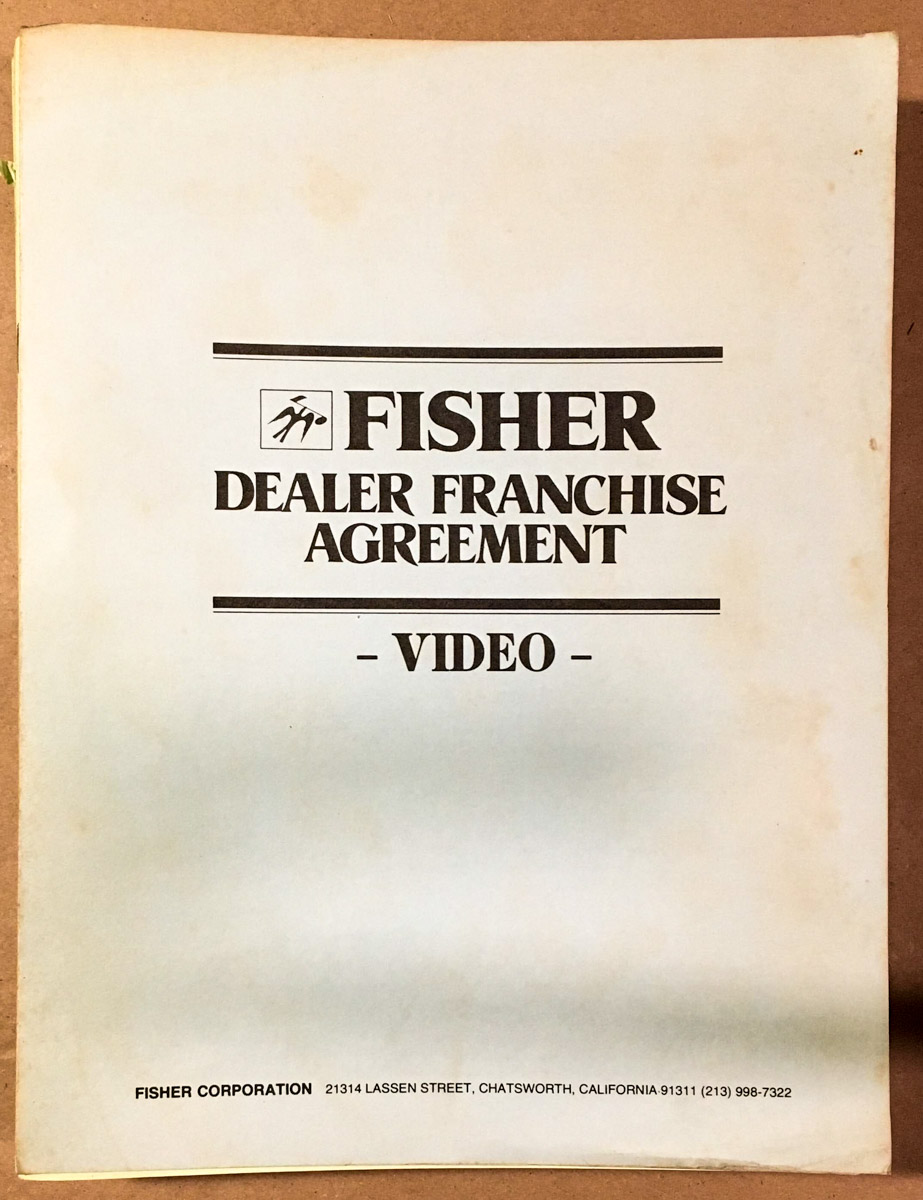 FISHER
DEALER FRANCHISE
AGREEMENT
– VIDEO –
FISHER CORPORATION 21314 LASSEN STREET, CHATSWORTH, CALIFORNIA 91311 (213) 998-7322